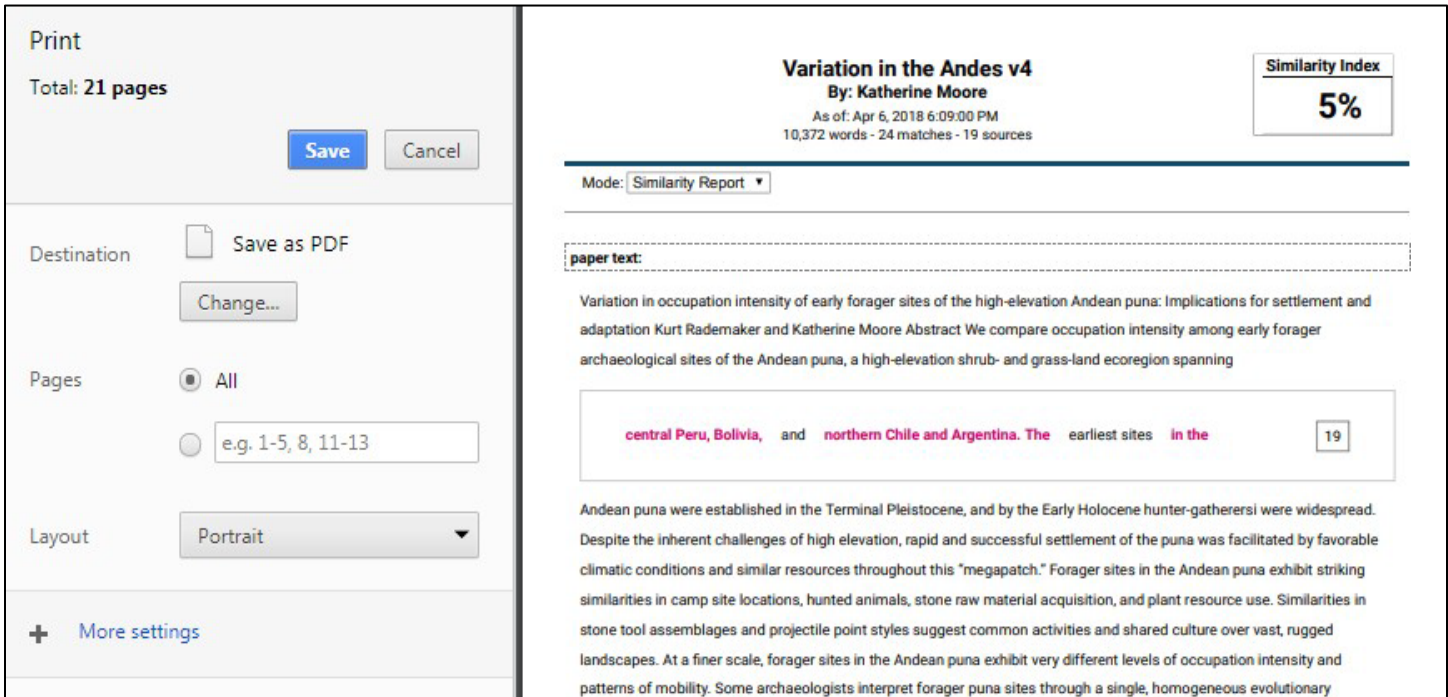 Print
Total: 21 pages
Save
Cancel
Destination
Save as PDF
Change...
Pages
All
e.g. 1-5, 8, 11-13
Layout
Portrait
More settings
Variation in the Andes v4
By: Katherine Moore
As of: Apr 6, 2018 6:09:00 PM
10,372 words - 24 matches - 19 sources
Similarity Index
5%
Mode: Similarity Report
paper text:
Variation in occupation intensity of early forager sites of the high-elevation Andean puna: Implications for settlement and
adaptation Kurt Rademaker and Katherine Moore Abstract We compare occupation intensity among early forager
archaeological sites of the Andean puna, a high-elevation shrub- and grass-land ecoregion spanning
central Peru, Bolivia, and northern Chile and Argentina. The earliest sites in the
19
Andean puna were established in the Terminal Pleistocene, and by the Early Holocene hunter-gatherersi were widespread.
Despite the inherent challenges of high elevation, rapid and successful settlement of the puna was facilitated by favorable
climatic conditions and similar resources throughout this "megapatch." Forager sites in the Andean puna exhibit striking
similarities in camp site locations, hunted animals, stone raw material acquisition, and plant resource use. Similarities in
stone tool assemblages and projectile point styles suggest common activities and shared culture over vast, rugged
landscapes. At a finer scale, forager sites in the Andean puna exhibit very different levels of occupation intensity and
patterns of mobility. Some archaeologists interpret forager puna sites through a single, homogeneous evolutionary